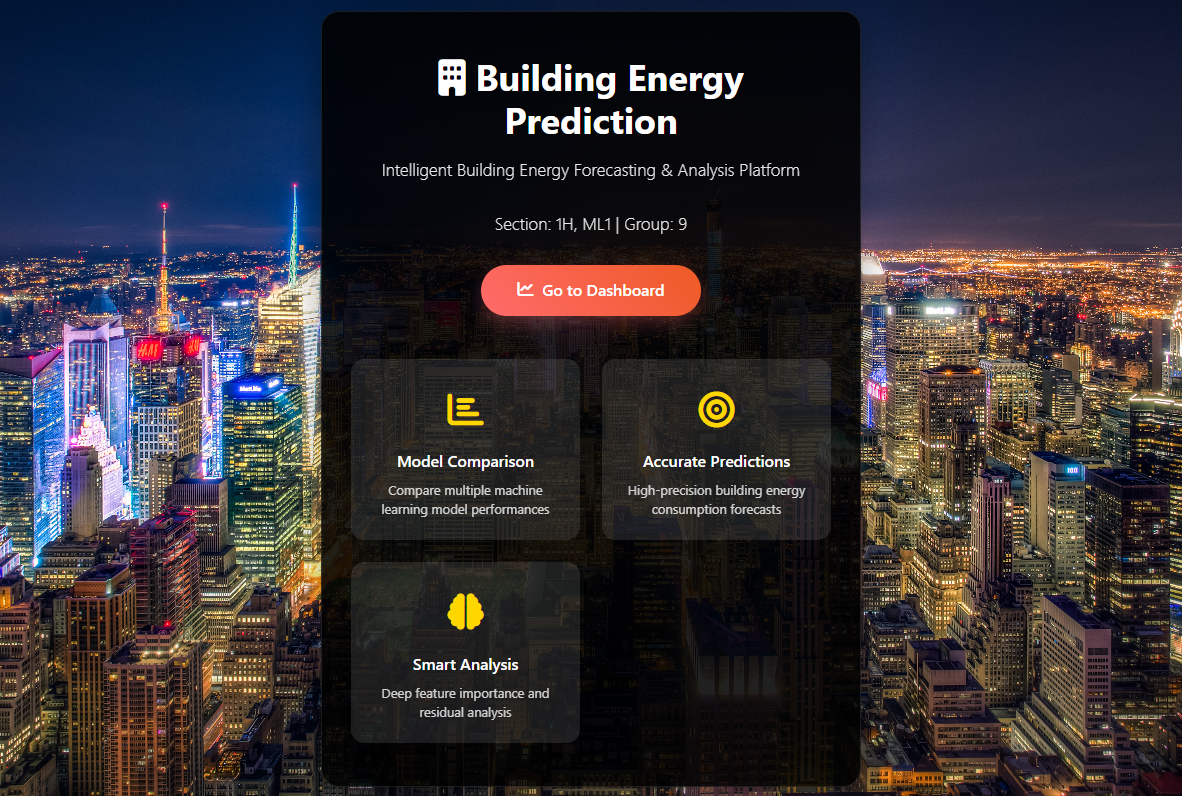 Building Energy
Prediction
Intelligent Building Energy Forecasting & Analysis Platform
Section: 1H, ML1 | Group: 9
Go to Dashboard
Model Comparison
Compare multiple machine
learning model performances
Accurate Predictions
High-precision building energy
consumption forecasts
Smart Analysis
Deep feature importance and
residual analysis
H&M
MetLife
MetLife